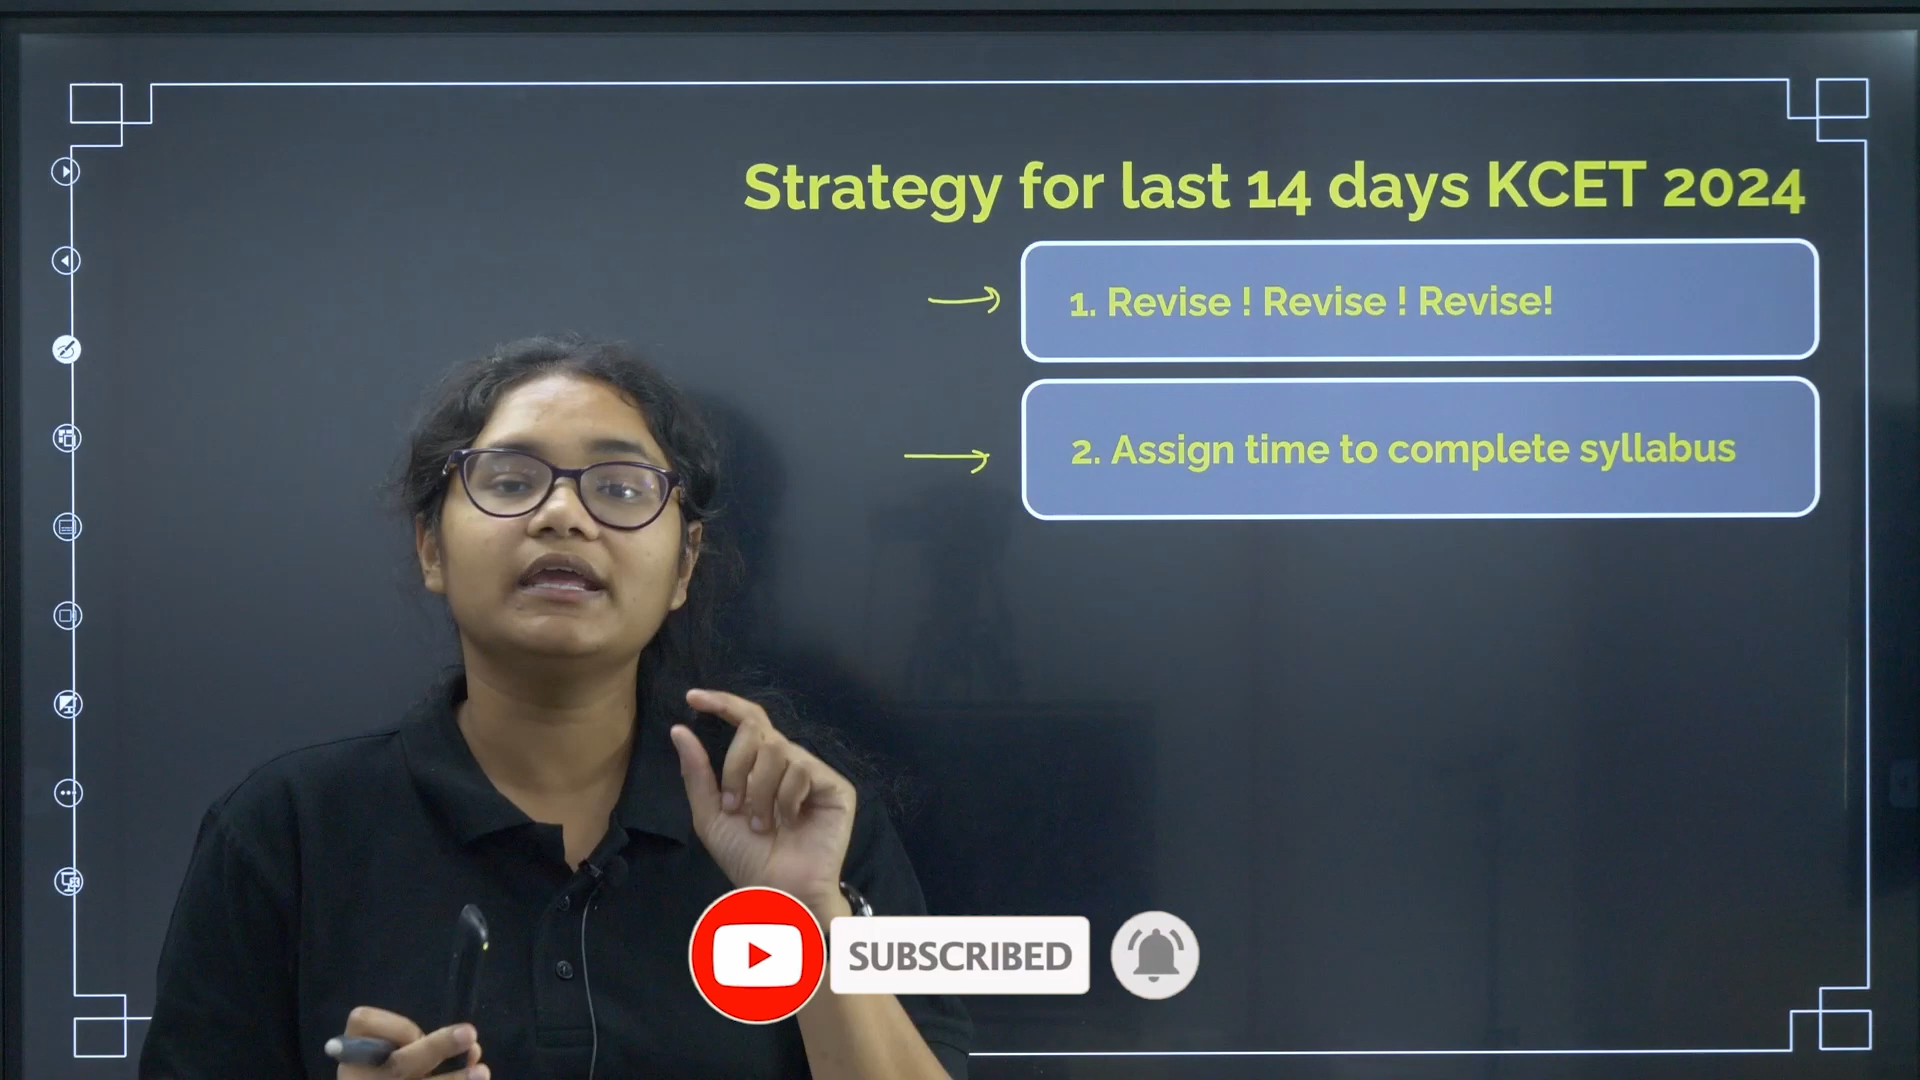 Strategy for last 14 days KCET 2024
1. Revise ! Revise ! Revise!
2. Assign time to complete syllabus
SUBSCRIBED